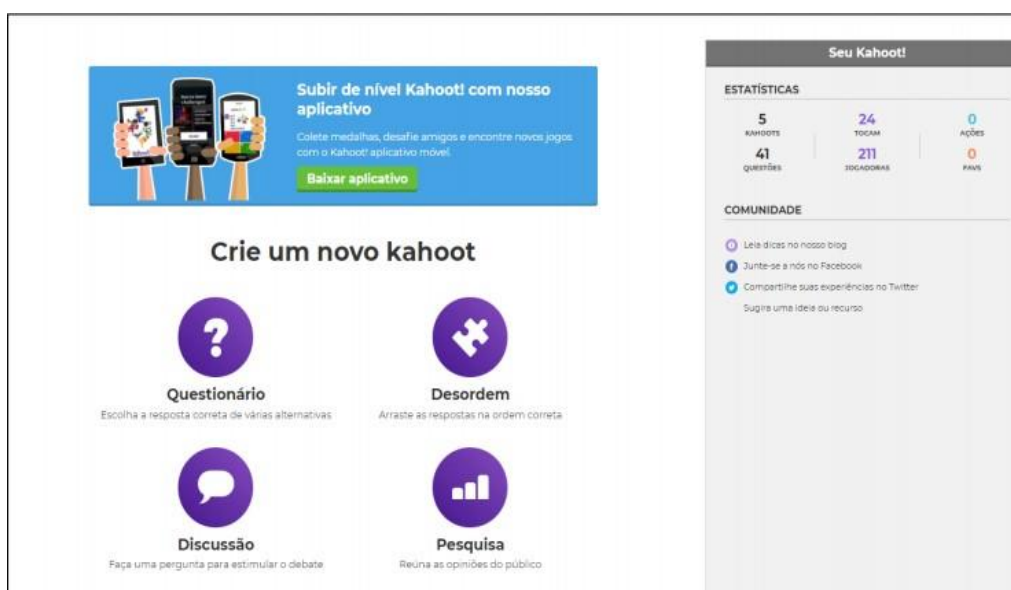 Subir de nível Kahoot! com nosso
aplicativo
Colete medalhas, desafie amigos e encontre novos jogos
com o Kahoot! aplicativo móvel.
Baixar aplicativo
Crie um novo kahoot
Questionário
Escolha a resposta correta de várias alternativas
Desordem
Arraste as respostas na ordem correta
Discussão
Faça uma pergunta para estimular o debate
Pesquisa
Reúna as opiniões do público
Seu Kahoot!
ESTATÍSTICAS
5 24 0
KAHOOTS TOCAM AÇÕES
41 211 0
QUESTÕES JOGADORAS FAVS
COMUNIDADE
Leia dicas no nosso blog
Junte-se a nós no Facebook
Compartilhe suas experiências no Twitter
Sugira uma ideia ou recurso